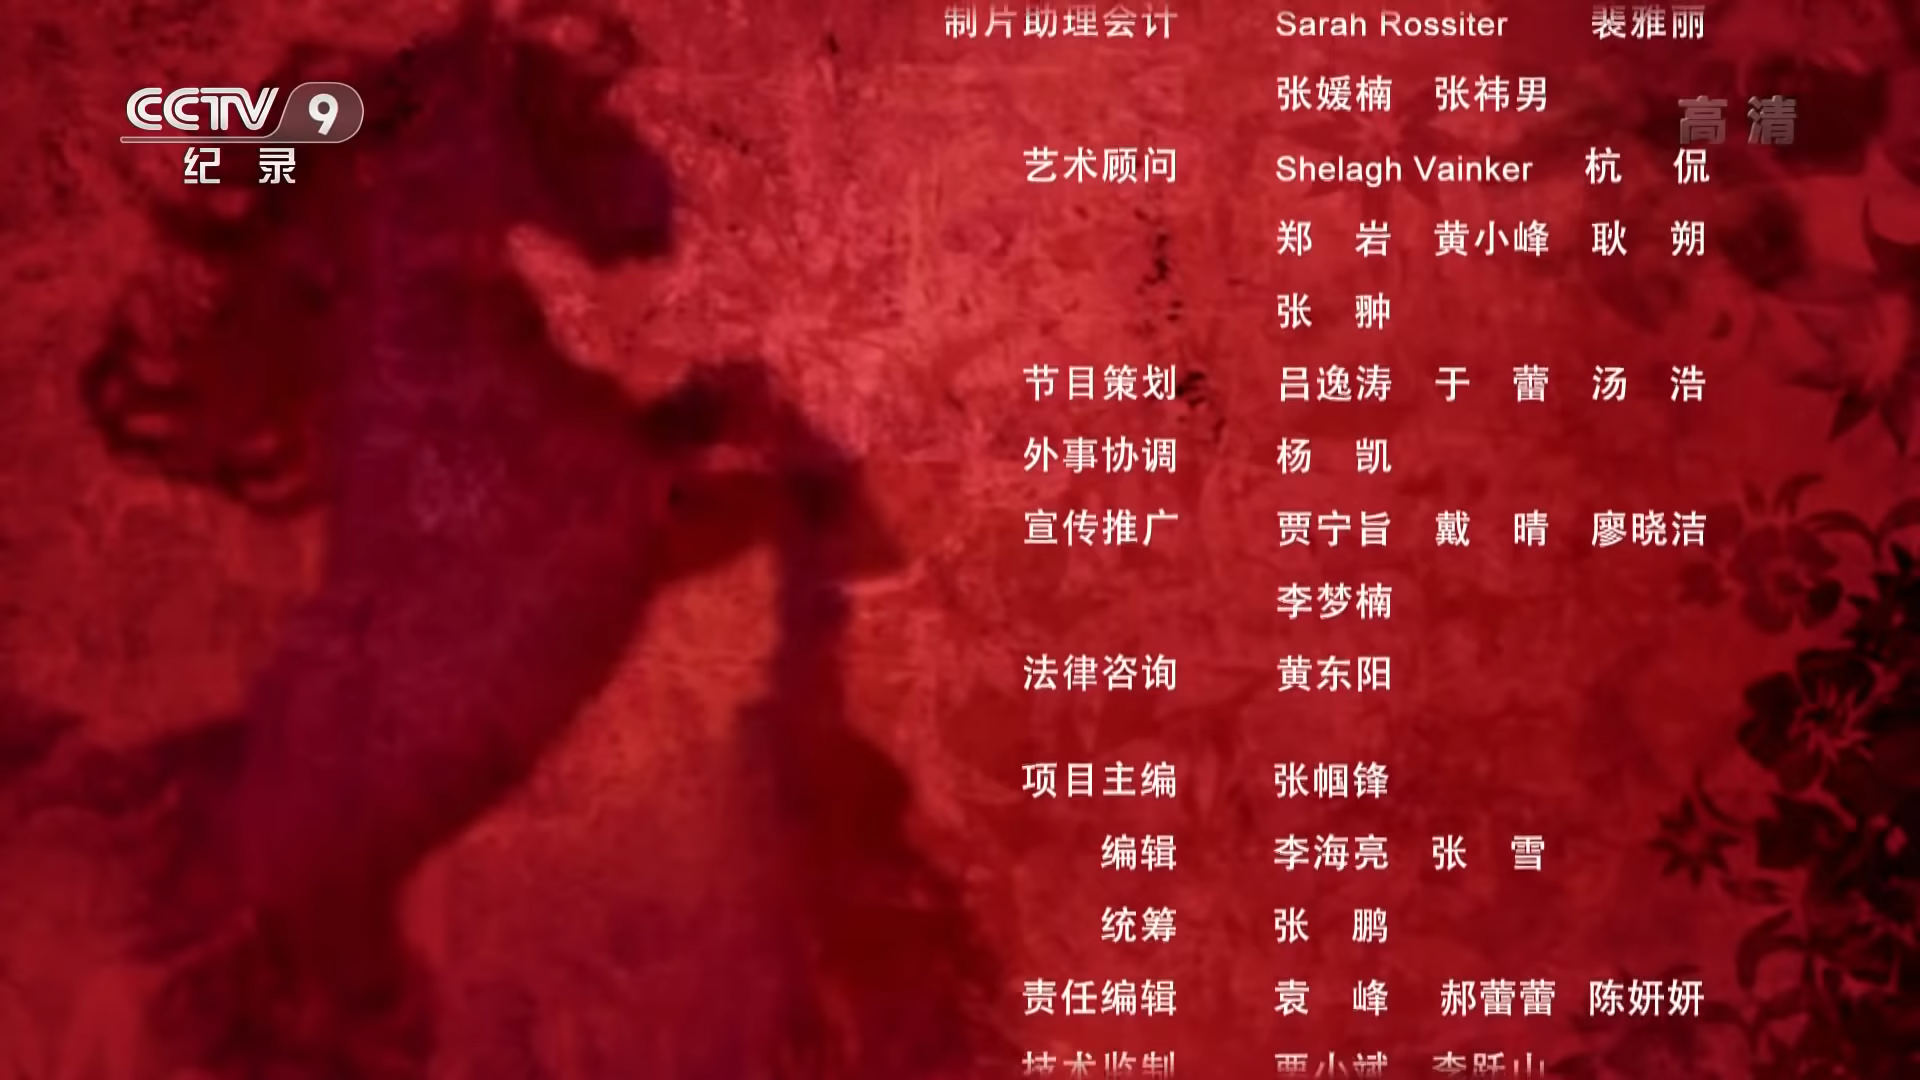 制片助理会计 Sarah Rossiter 裴雅丽
CCTV 9
纪 录
张媛楠 张祎男
高清
艺术顾问 Shelagh Vainker 杭 侃
郑 岩 黄小峰 耿 朔
张 翀
节目策划 吕逸涛 于 蕾 汤 浩
外事协调 杨 凯
宣传推广 贾宁旨 戴 晴 廖晓洁
李梦楠
法律咨询 黄东阳
项目主编 张帼锋
编辑 李海亮 张 雪
统筹 张 鹏
责任编辑 袁 峰 郝蕾蕾 陈妍妍
技术监制